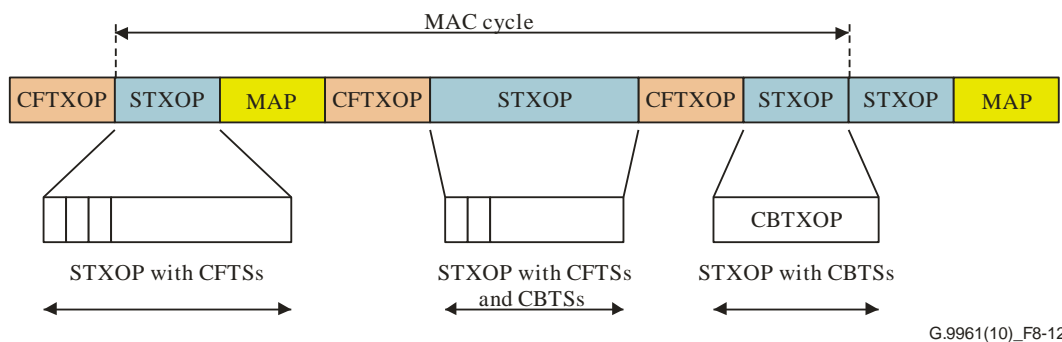 MAC cycle
CFTXOP STXOP MAP CFTXOP STXOP CFTXOP STXOP STXOP MAP
CBTXOP
STXOP with CFTSs STXOP with CFTSs STXOP with CBTSs
and CBTSs
G.9961(10)_F8-12